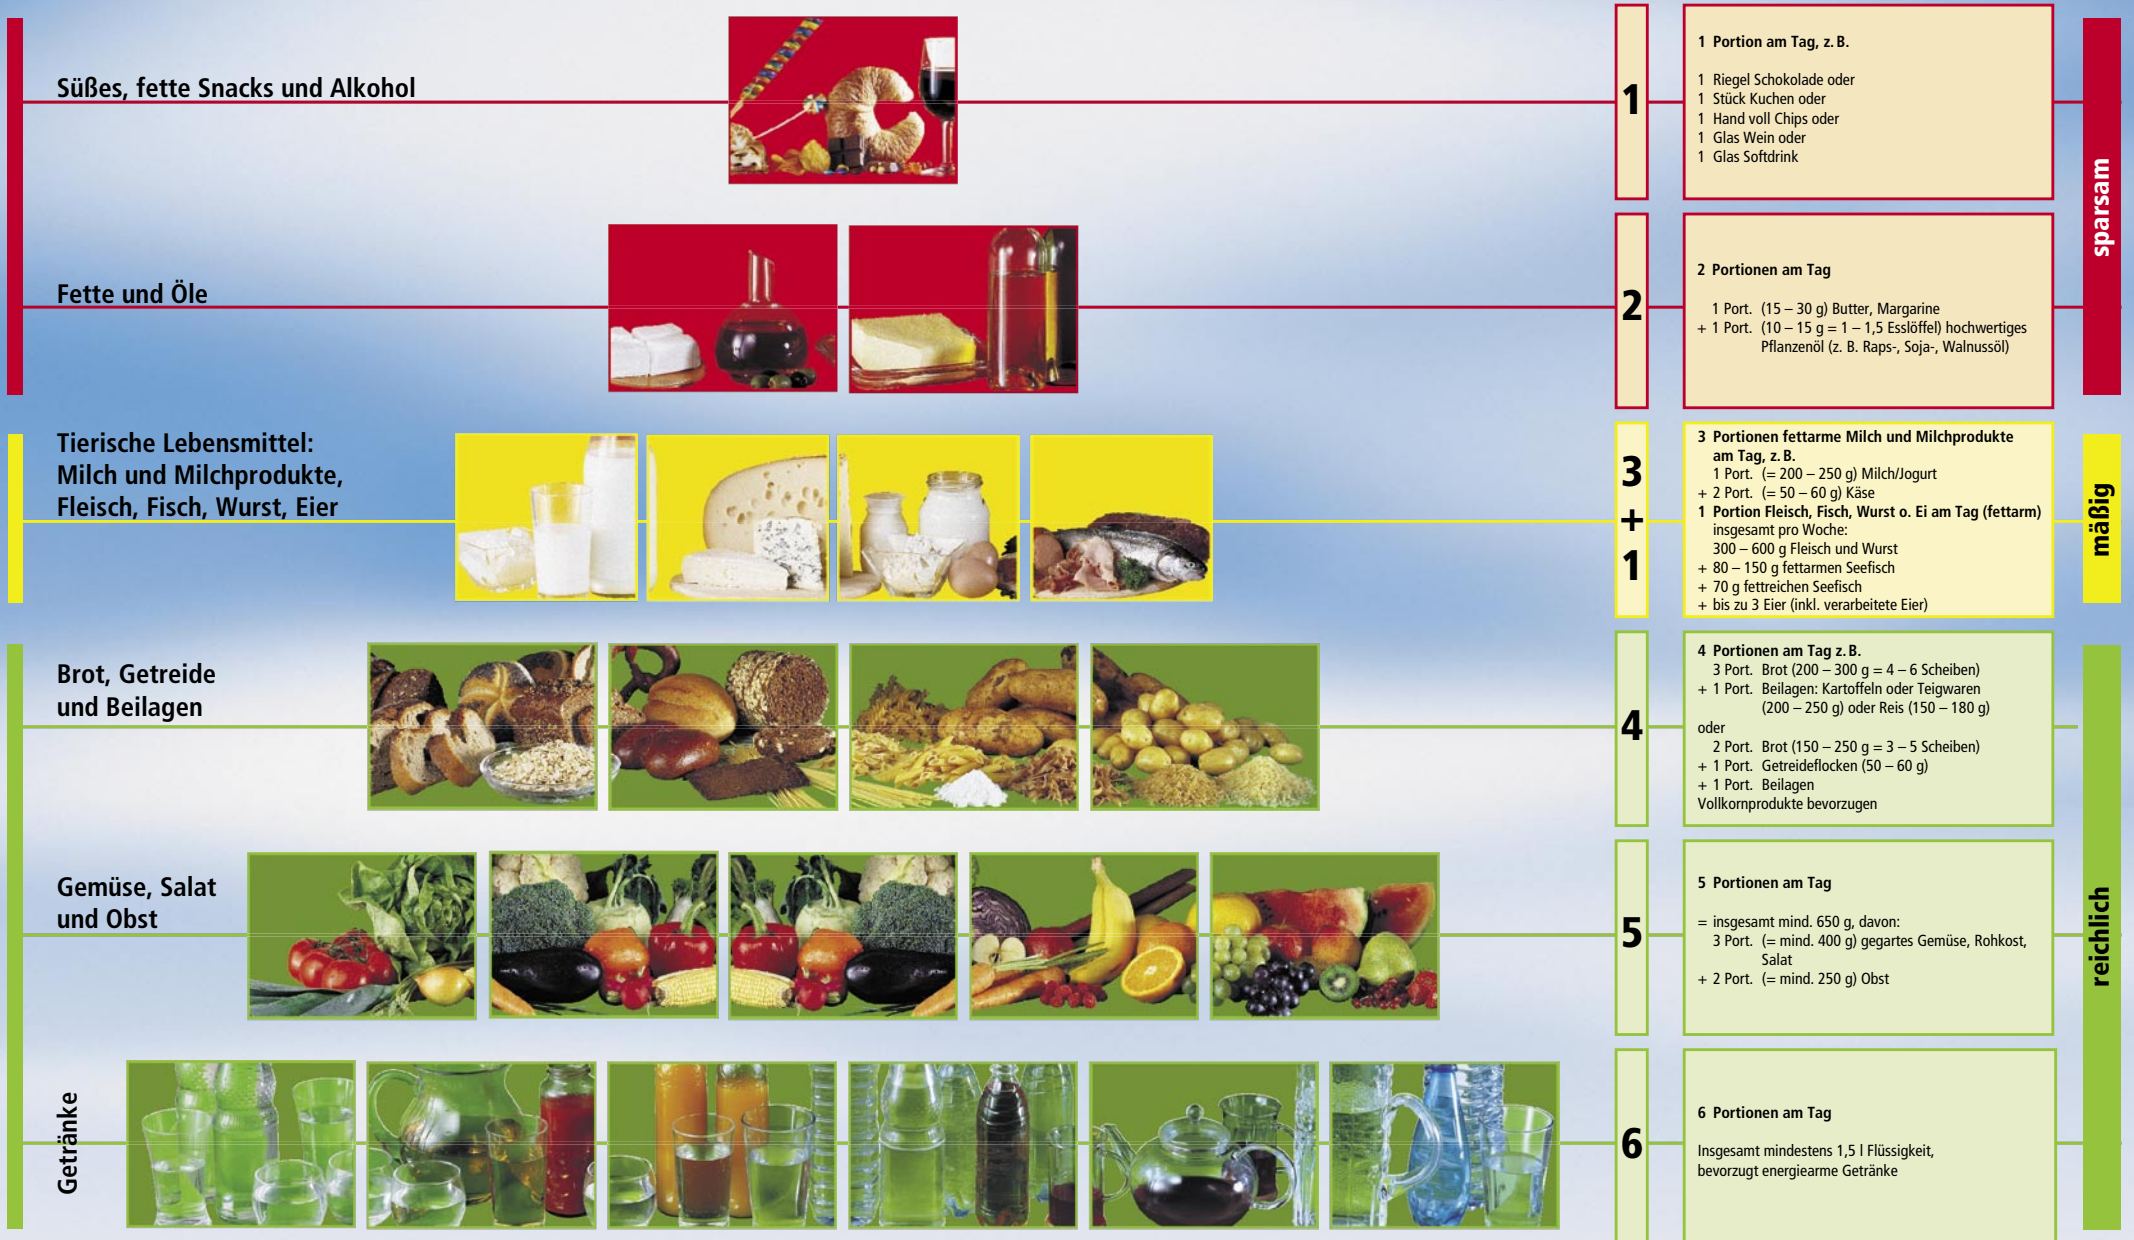 Süßes, fette Snacks und Alkohol
1
1 Portion am Tag, z. B.
1 Riegel Schokolade oder
1 Stück Kuchen oder
1 Hand voll Chips oder
1 Glas Wein oder
1 Glas Softdrink
sparsam
Fette und Öle
2
2 Portionen am Tag
1 Port. (15 – 30 g) Butter, Margarine
+ 1 Port. (10 – 15 g = 1 – 1,5 Esslöffel) hochwertiges
Pflanzenöl (z. B. Raps-, Soja-, Walnussöl)
Tierische Lebensmittel:
Milch und Milchprodukte,
Fleisch, Fisch, Wurst, Eier
3
+
1
3 Portionen fettarme Milch und Milchprodukte
am Tag, z. B.
1 Port. (= 200 – 250 g) Milch/Jogurt
+ 2 Port. (= 50 – 60 g) Käse
1 Portion Fleisch, Fisch, Wurst o. Ei am Tag (fettarm)
insgesamt pro Woche:
300 – 600 g Fleisch und Wurst
+ 80 – 150 g fettarmen Seefisch
+ 70 g fettreichen Seefisch
+ bis zu 3 Eier (inkl. verarbeitete Eier)
mäßig
Brot, Getreide
und Beilagen
4
4 Portionen am Tag z. B.
3 Port. Brot (200 – 300 g = 4 – 6 Scheiben)
+ 1 Port. Beilagen: Kartoffeln oder Teigwaren
(200 – 250 g) oder Reis (150 – 180 g)
oder
2 Port. Brot (150 – 250 g = 3 – 5 Scheiben)
+ 1 Port. Getreideflocken (50 – 60 g)
+ 1 Port. Beilagen
Vollkornprodukte bevorzugen
Gemüse, Salat
und Obst
5
5 Portionen am Tag
= insgesamt mind. 650 g, davon:
3 Port. (= mind. 400 g) gegartes Gemüse, Rohkost,
Salat
+ 2 Port. (= mind. 250 g) Obst
reichlich
Getränke
6
6 Portionen am Tag
Insgesamt mindestens 1,5 l Flüssigkeit,
bevorzugt energiearme Getränke